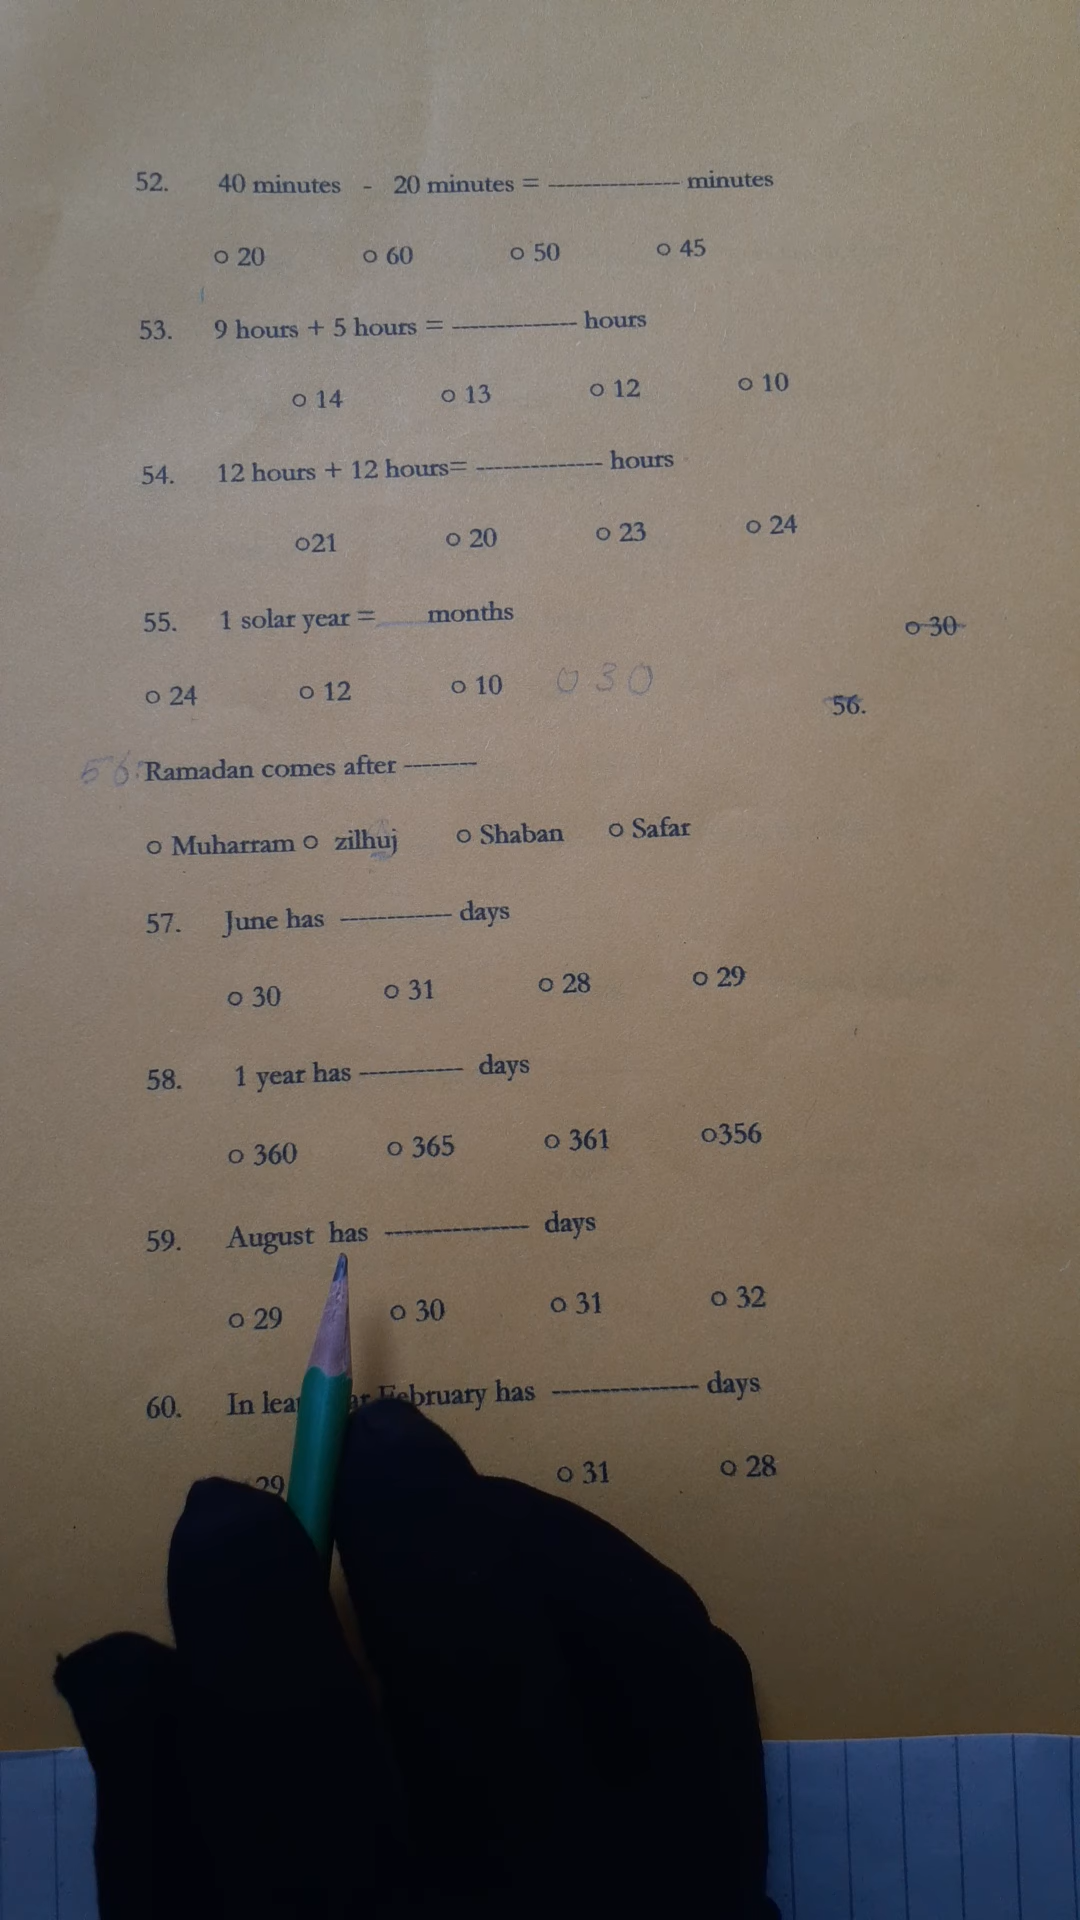 52. 40 minutes - 20 minutes = -------------- minutes
o 20 o 60 o 50 o 45
53. 9 hours + 5 hours = -------------- hours
o 14 o 13 o 12 o 10
54. 12 hours + 12 hours= -------------- hours
o21 o 20 o 23 o 24
55. 1 solar year = ____months
o 30
o 24 o 12 o 10 O 30
56.
56. Ramadan comes after --------
o Muharram o zilhuj o Shaban o Safar
57. June has ------------ days
o 30 o 31 o 28 o 29
58. 1 year has ----------- days
o 360 o 365 o 361 o356
59. August has --------------- days
o 29 o 30 o 31 o 32
60. In February has --------------- days
29 o 31 o 28